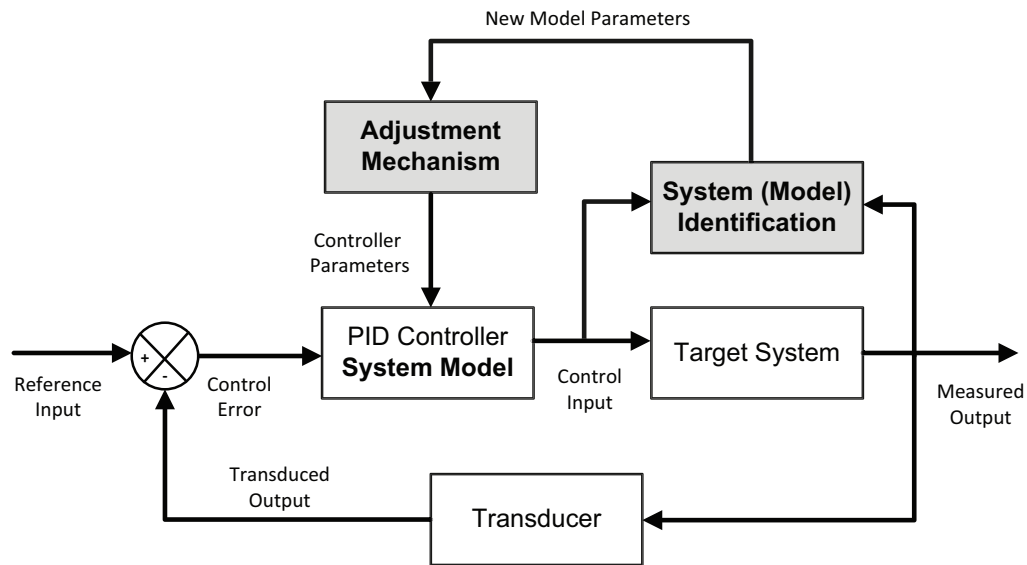 New Model Parameters
Adjustment
Mechanism
System (Model)
Identification
Controller
Parameters
PID Controller
System Model
Target System
+
-
Reference
Input
Control
Error
Control
Input
Measured
Output
Transduced
Output
Transducer